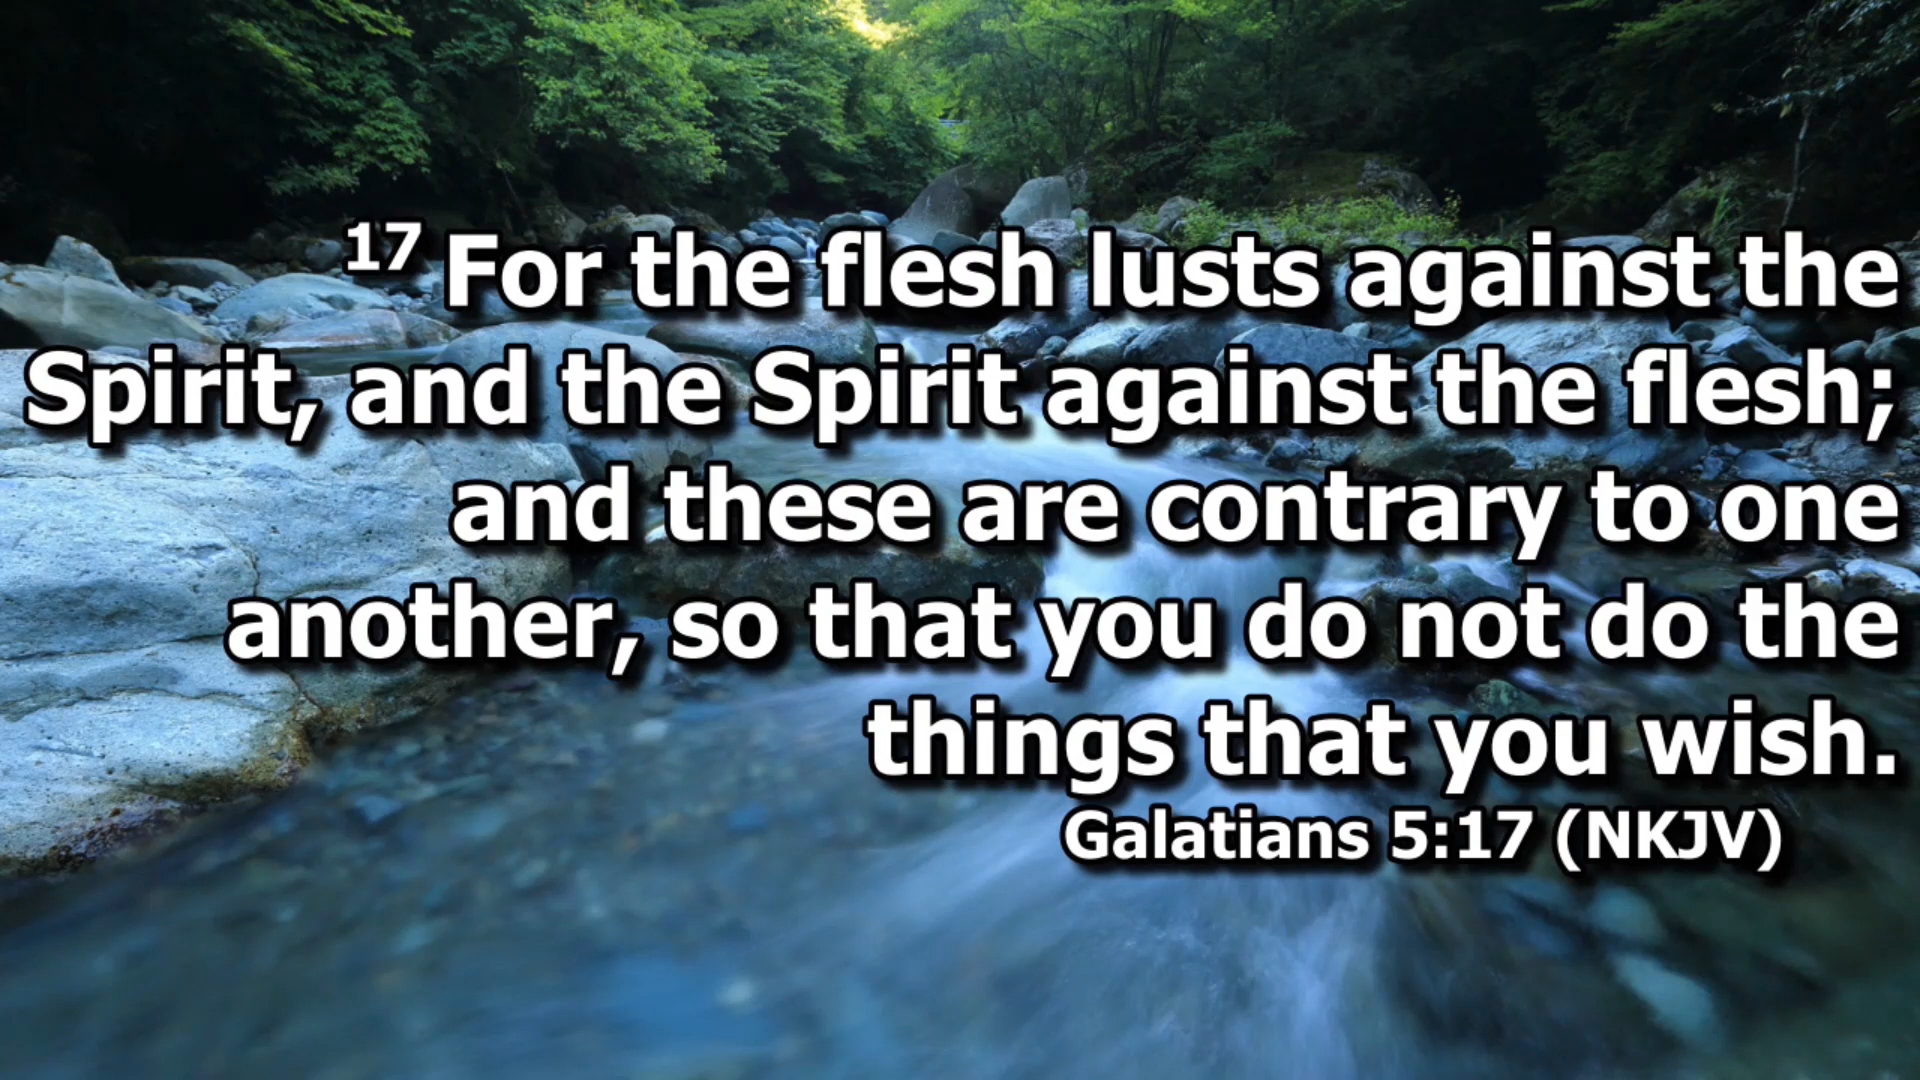 17 For the flesh lusts against the
Spirit, and the Spirit against the flesh;
and these are contrary to one
another, so that you do not do the
things that you wish.
Galatians 5:17 (NKJV)